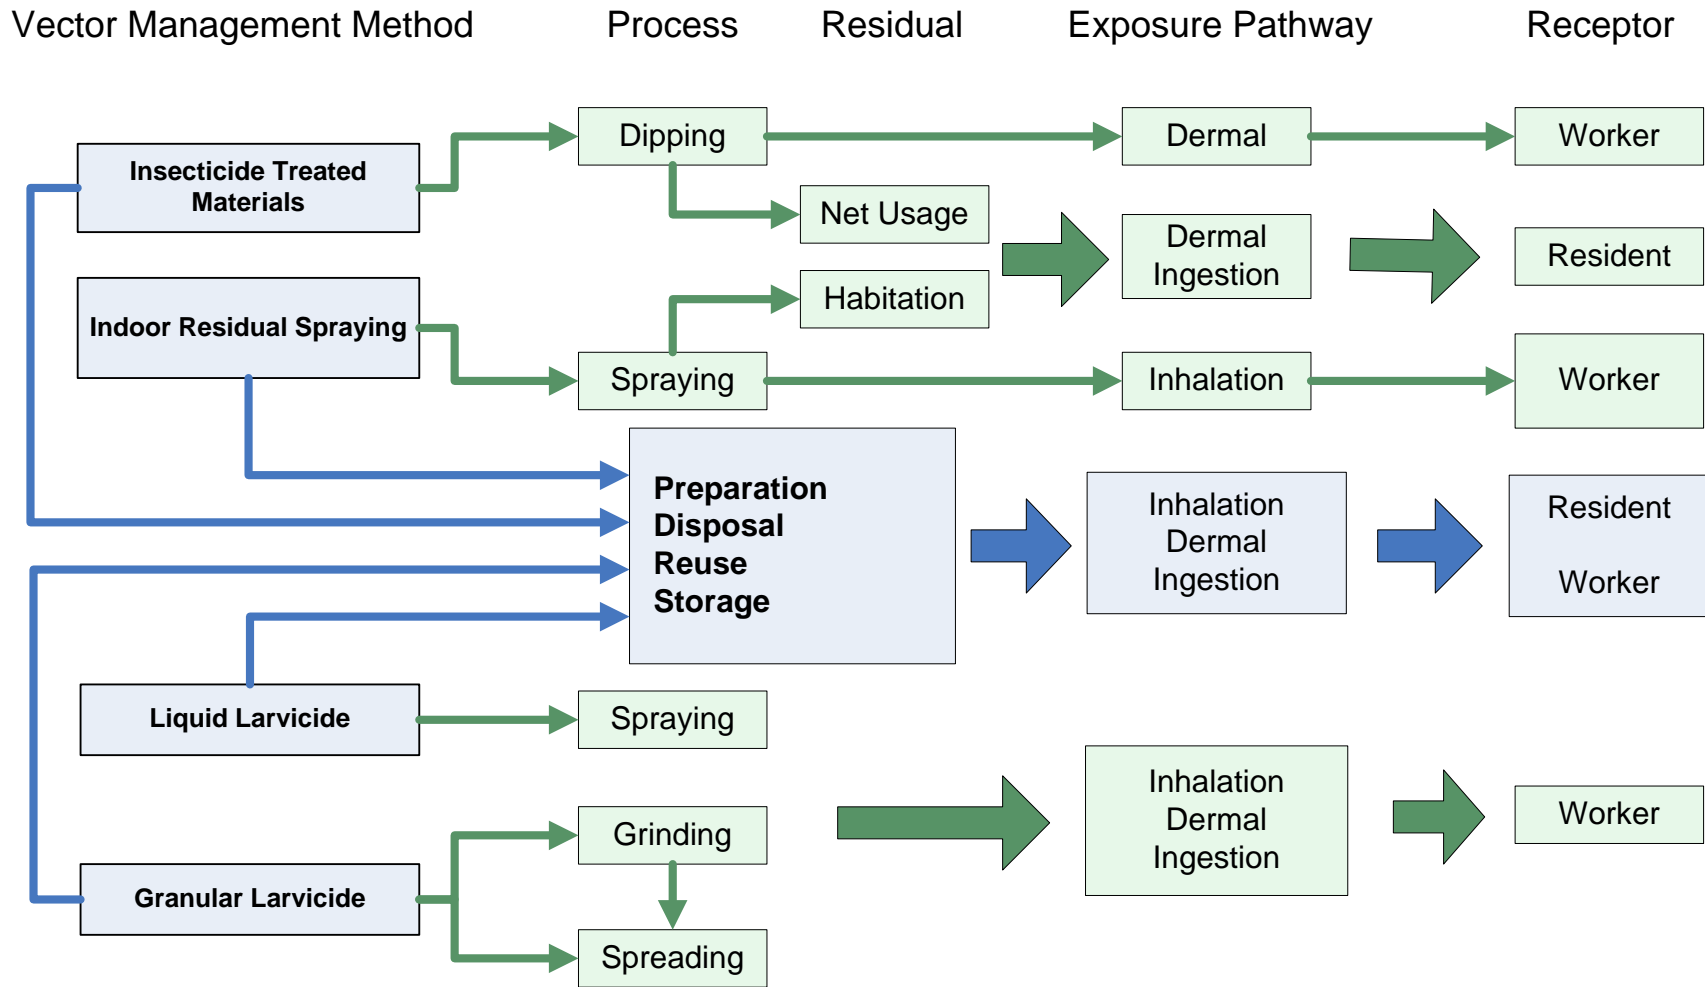 Vector Management Method
Process
Residual
Exposure Pathway
Receptor
Dipping
Dermal
Worker
Insecticide Treated
Materials
Net Usage
Dermal
Ingestion
Resident
Habitation
Indoor Residual Spraying
Spraying
Inhalation
Worker
Preparation
Disposal
Reuse
Storage
Inhalation
Dermal
Ingestion
Resident
Worker
Liquid Larvicide
Spraying
Grinding
Inhalation
Dermal
Ingestion
Worker
Granular Larvicide
Spreading